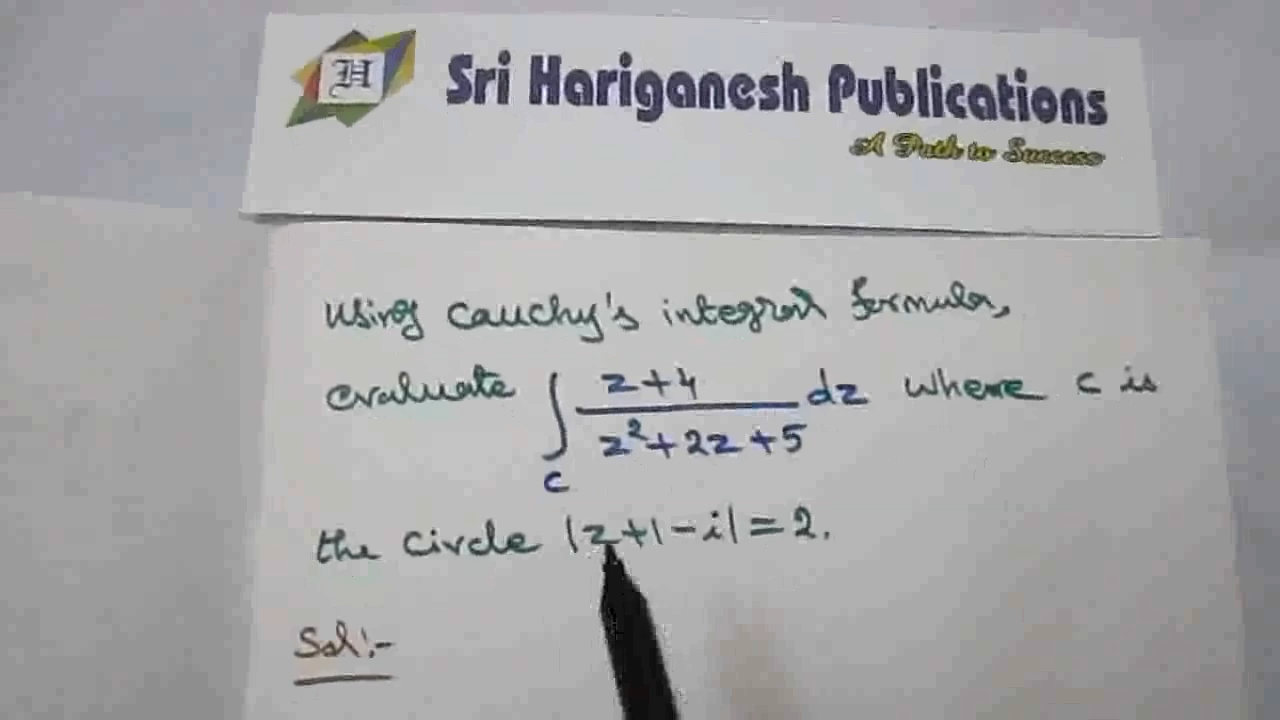 H
Sri Hariganesh Publications
A Path to Success
Using Cauchy's integral formula,
evaluate ∫_C (z+4)/(z²+2z+5) dz where c is
the circle |z+1-i|=2.
Sol:-